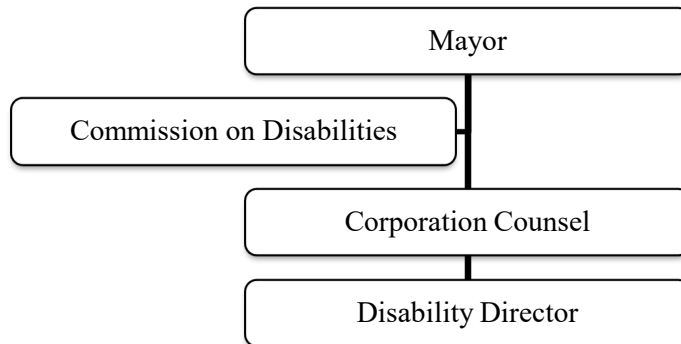 Mayor
Commission on Disabilities
Corporation Counsel
Disability Director